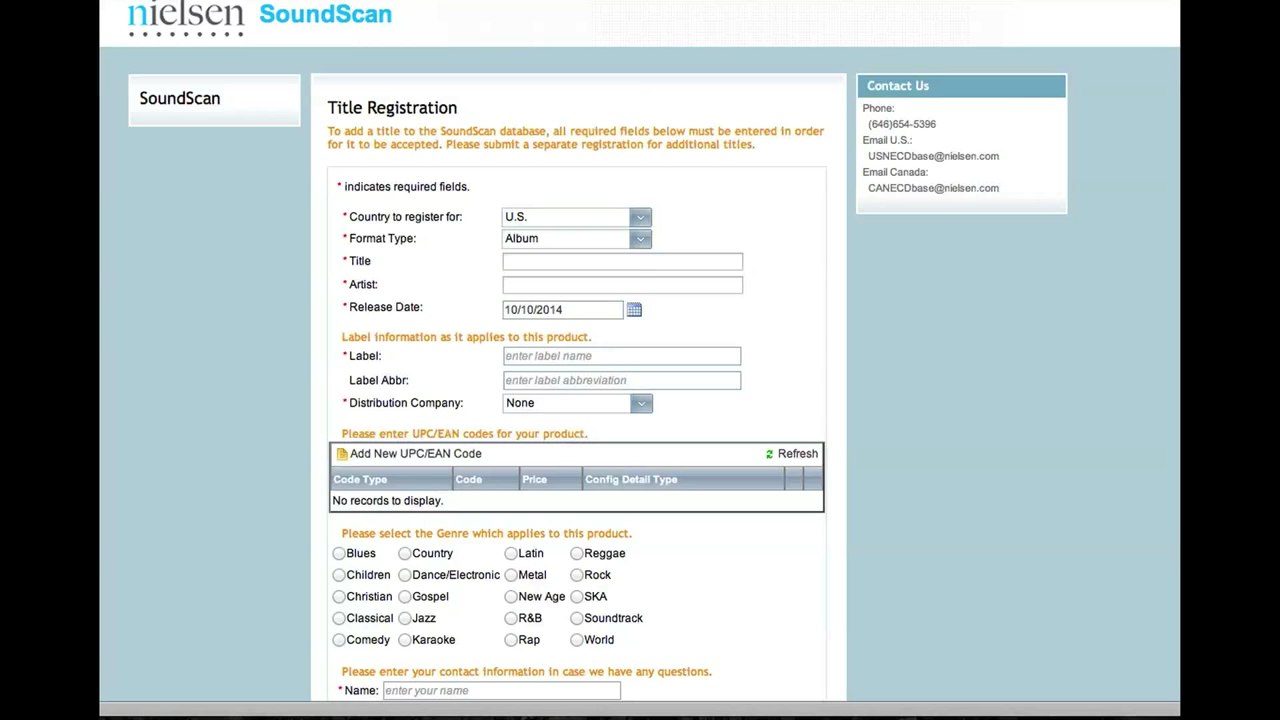 nielsen SoundScan
SoundScan
Title Registration
To add a title to the SoundScan database, all required fields below must be entered in order
for it to be accepted. Please submit a separate registration for additional titles.
* indicates required fields.
* Country to register for: U.S.
* Format Type: Album
* Title
* Artist:
* Release Date: 10/10/2014
Label information as it applies to this product.
* Label: enter label name
Label Abbr: enter label abbreviation
* Distribution Company: None
Please enter UPC/EAN codes for your product.
Add New UPC/EAN Code Refresh
Code Type Code Price Config Detail Type
No records to display.
Please select the Genre which applies to this product.
Blues Country Latin Reggae
Children Dance/Electronic Metal Rock
Christian Gospel New Age SKA
Classical Jazz R&B Soundtrack
Comedy Karaoke Rap World
Please enter your contact information in case we have any questions.
* Name: enter your name
Contact Us
Phone:
(646)654-5396
Email U.S.:
USNECDbase@nielsen.com
Email Canada:
CANECDbase@nielsen.com